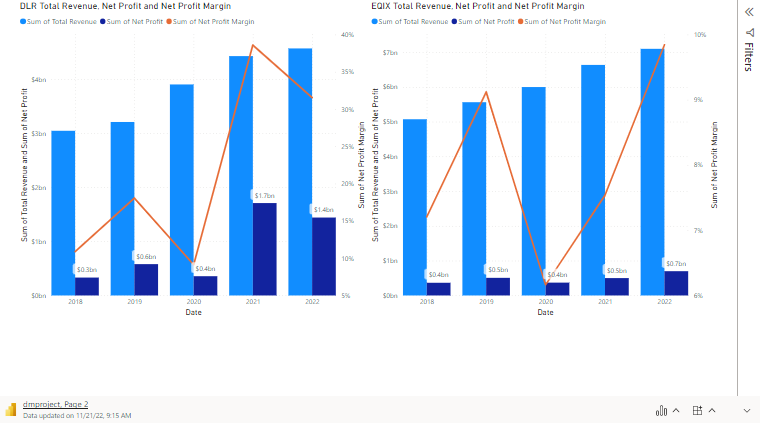 DLR Total Revenue, Net Profit and Net Profit Margin
Sum of Total Revenue Sum of Net Profit Sum of Net Profit Margin
Sum of Total Revenue and Sum of Net Profit
$4bn
$3bn
$2bn
$1bn
$0bn
$0.3bn
$0.6bn
$0.4bn
$1.7bn
$1.4bn
40%
35%
30%
25%
20%
15%
10%
5%
Sum of Net Profit Margin
2018 2019 2020 2021 2022
Date
EQIX Total Revenue, Net Profit and Net Profit Margin
Sum of Total Revenue Sum of Net Profit Sum of Net Profit Margin
Sum of Total Revenue and Sum of Net Profit
$7bn
$6bn
$5bn
$4bn
$3bn
$2bn
$1bn
$0bn
$0.4bn
$0.5bn
$0.4bn
$0.5bn
$0.7bn
10%
9%
8%
7%
6%
Sum of Net Profit Margin
2018 2019 2020 2021 2022
Date
Filters
dmproject, Page 2
Data updated on 11/21/22, 9:15 AM